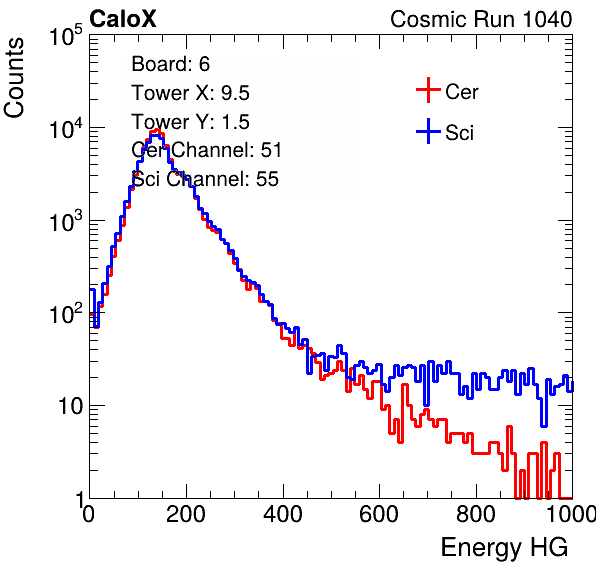 CaloX Cosmic Run 1040
Counts
10^5
10^4
10^3
10^2
10
1
Board: 6
Tower X: 9.5
Tower Y: 1.5
Cer Channel: 51
Sci Channel: 55
Cer
Sci
0 200 400 600 800 1000
Energy HG